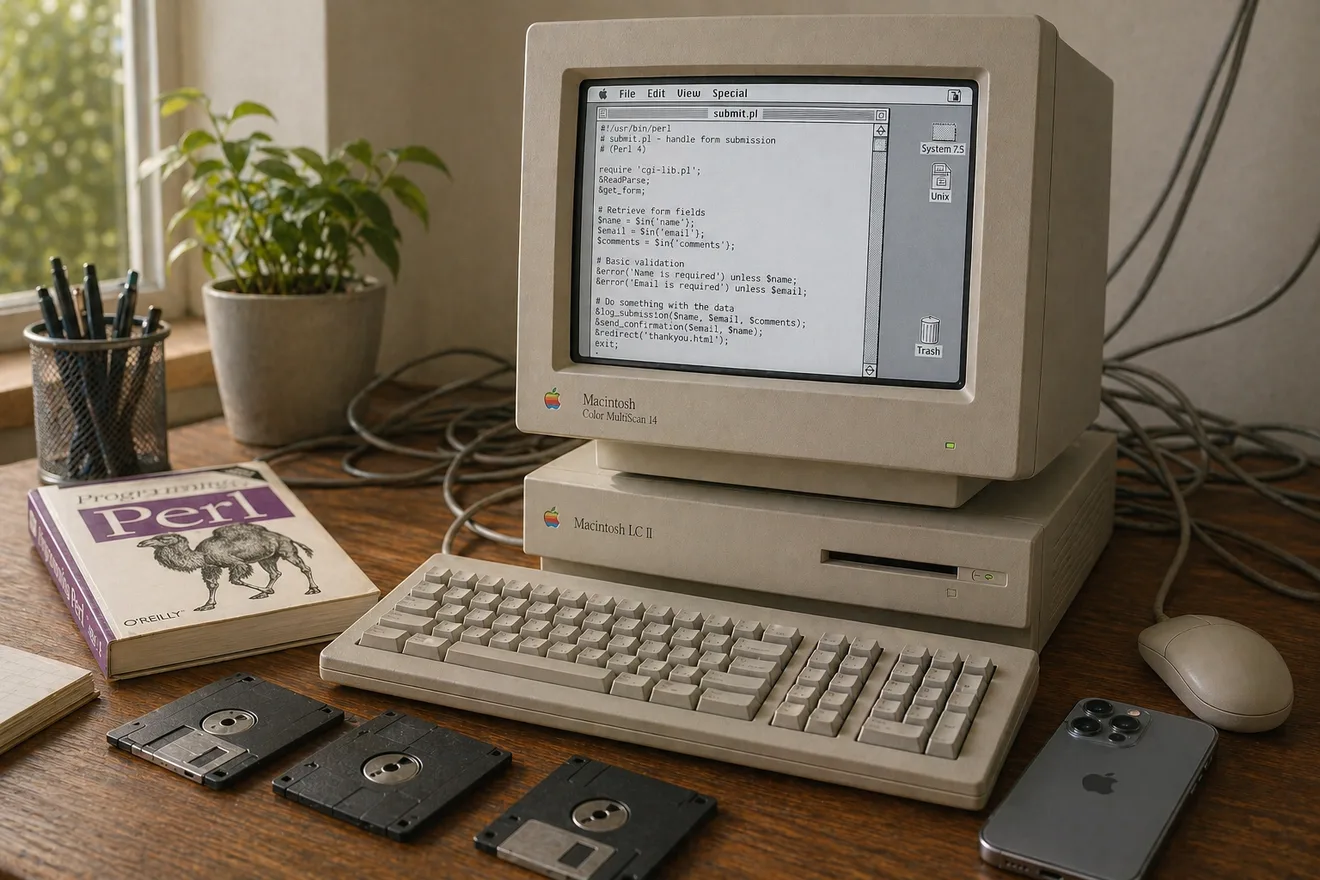 File Edit View Special
submit.pl
#!/usr/bin/perl
# submit.pl - handle form submission
# (Perl 4)
require 'cgi-lib.pl';
&ReadParse;
&get_form;
# Retrieve form fields
$name = $in{'name'};
$email = $in{'email'};
$comments = $in{'comments'};
# Basic validation
&error('Name is required') unless $name;
&error('Email is required') unless $email;
# Do something with the data
&log_submission($name, $email, $comments);
&send_confirmation($email, $name);
&redirect('thankyou.html');
exit;
System 7.5
Unix
Trash
Macintosh
Color MultiScan 14
Macintosh LC II
Programming
Perl
O'REILLY
Programming Perl